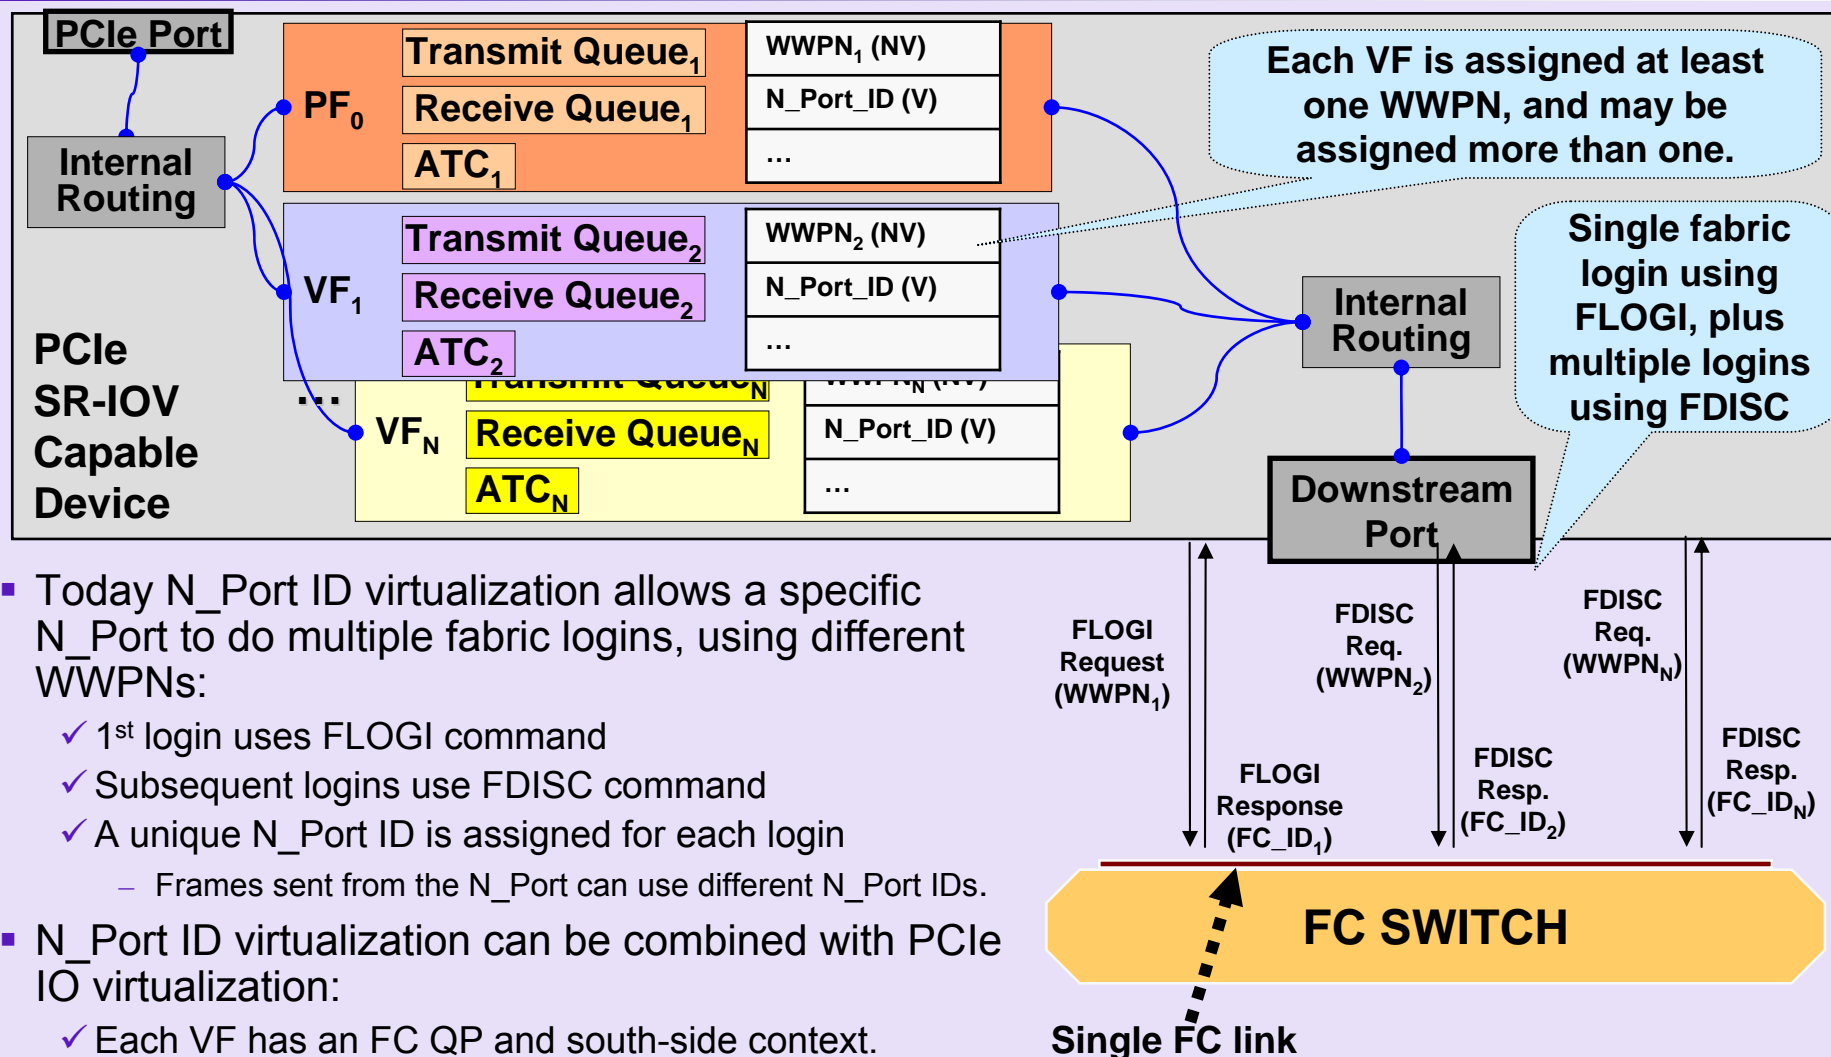 PCIe Port
Internal
Routing
PCIe
SR-IOV
Capable
Device
PF0
Transmit Queue1
Receive Queue1
ATC1
WWPN1 (NV)
N_Port_ID (V)
...
VF1
Transmit Queue2
Receive Queue2
ATC2
WWPN2 (NV)
N_Port_ID (V)
...
...
VFN
Transmit QueueN
Receive QueueN
ATCN
WWPNN (NV)
N_Port_ID (V)
...
Each VF is assigned at least
one WWPN, and may be
assigned more than one.
Single fabric
login using
FLOGI, plus
multiple logins
using FDISC
Internal
Routing
Downstream
Port
▪ Today N_Port ID virtualization allows a specific
N_Port to do multiple fabric logins, using different
WWPNs:
✓ 1st login uses FLOGI command
✓ Subsequent logins use FDISC command
✓ A unique N_Port ID is assigned for each login
– Frames sent from the N_Port can use different N_Port IDs.
▪ N_Port ID virtualization can be combined with PCIe
IO virtualization:
✓ Each VF has an FC QP and south-side context.
FLOGI
Request
(WWPN1)
FLOGI
Response
(FC_ID1)
FDISC
Req.
(WWPN2)
FDISC
Resp.
(FC_ID2)
FDISC
Req.
(WWPNN)
FDISC
Resp.
(FC_IDN)
FC SWITCH
Single FC link